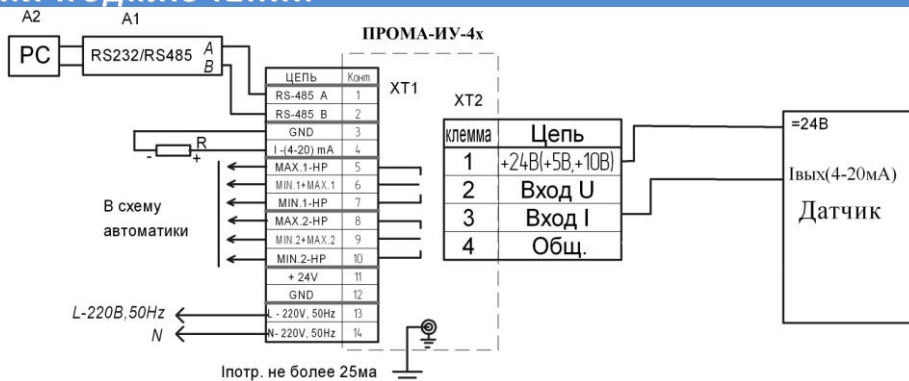 A2
A1
ПРОМА-ИУ-4х
PC
RS232/RS485
A
B
XT1
ЦЕПЬ Конт
RS-485 A 1
RS-485 B 2
GND 3
I -(4-20) mA 4
MAX.1-HP 5
MIN.1+MAX.1 6
MIN.1-HP 7
MAX.2-HP 8
MIN.2+MAX.2 9
MIN.2-HP 10
+ 24V 11
GND 12
L - 220V, 50Hz 13
N- 220V, 50Hz 14
R
- +
В схему
автоматики
L-220В,50Hz
N
XT2
клемма Цепь
1 +24В(+5В,+10В)
2 Вход U
3 Вход I
4 Общ.
=24В
Iвых(4-20мА)
Датчик
Iпотр. не более 25ма